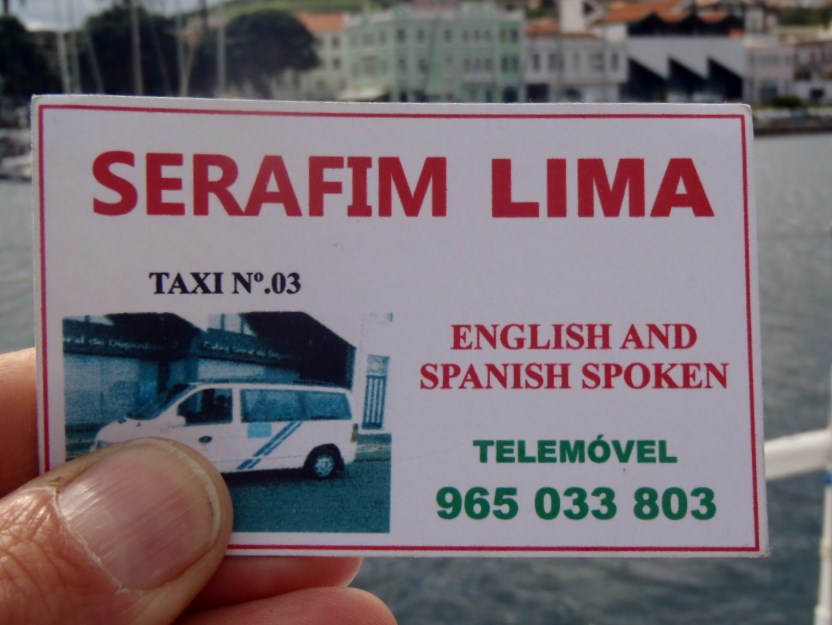 SERAFIM LIMA
TAXI Nº.03
ENGLISH AND
SPANISH SPOKEN
TELEMÓVEL
965 033 803